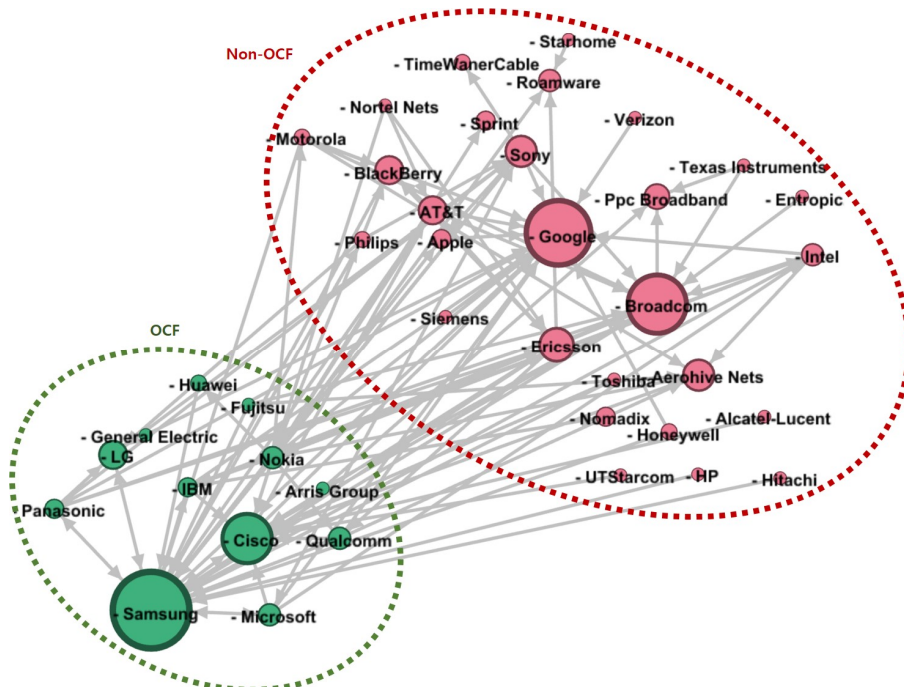 Non-OCF
- Starhome
- TimeWanerCable
- Roamware
- Nortel Nets
- Sprint
- Verizon
- Motorola
- Sony
- BlackBerry
- Texas Instruments
- Ppc Broadband
- Entropic
- AT&T
- Google
- Philips
- Apple
- Intel
- Broadcom
- Siemens
- Ericsson
- Toshiba
- Aerohive Nets
- Nomadix
- Alcatel-Lucent
- Honeywell
- UTStarcom
- HP
- Hitachi
OCF
- Huawei
- Fujitsu
- General Electric
- LG
- Nokia
- IBM
- Arris Group
Panasonic
- Cisco
- Qualcomm
- Samsung
- Microsoft